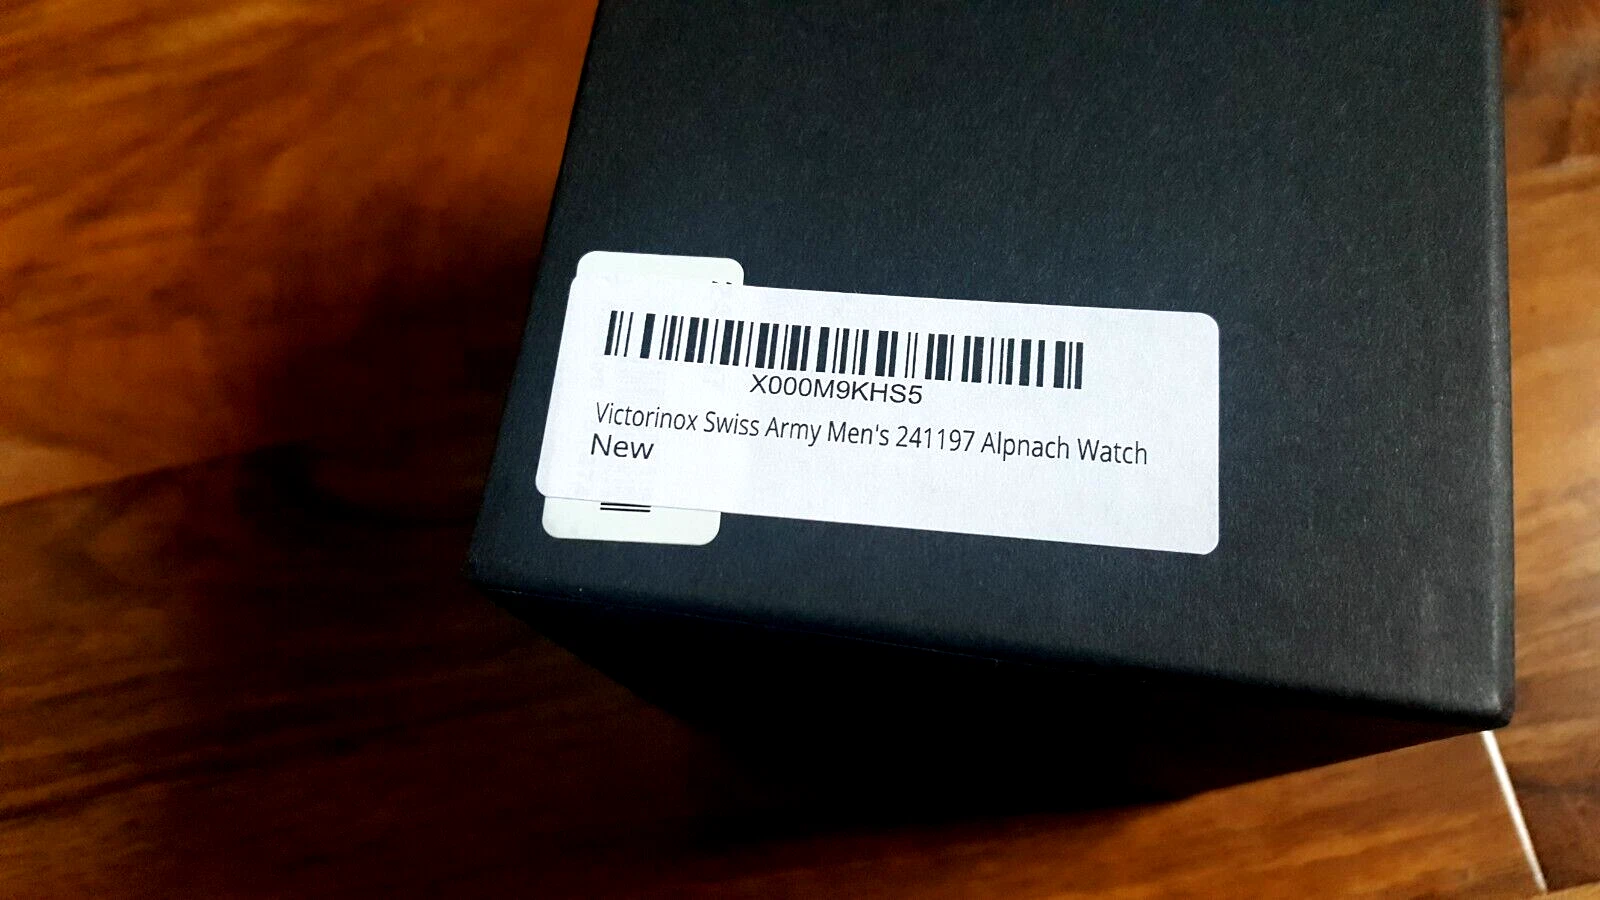 X000M9KHS5
Victorinox Swiss Army Men's 241197 Alpnach Watch
New